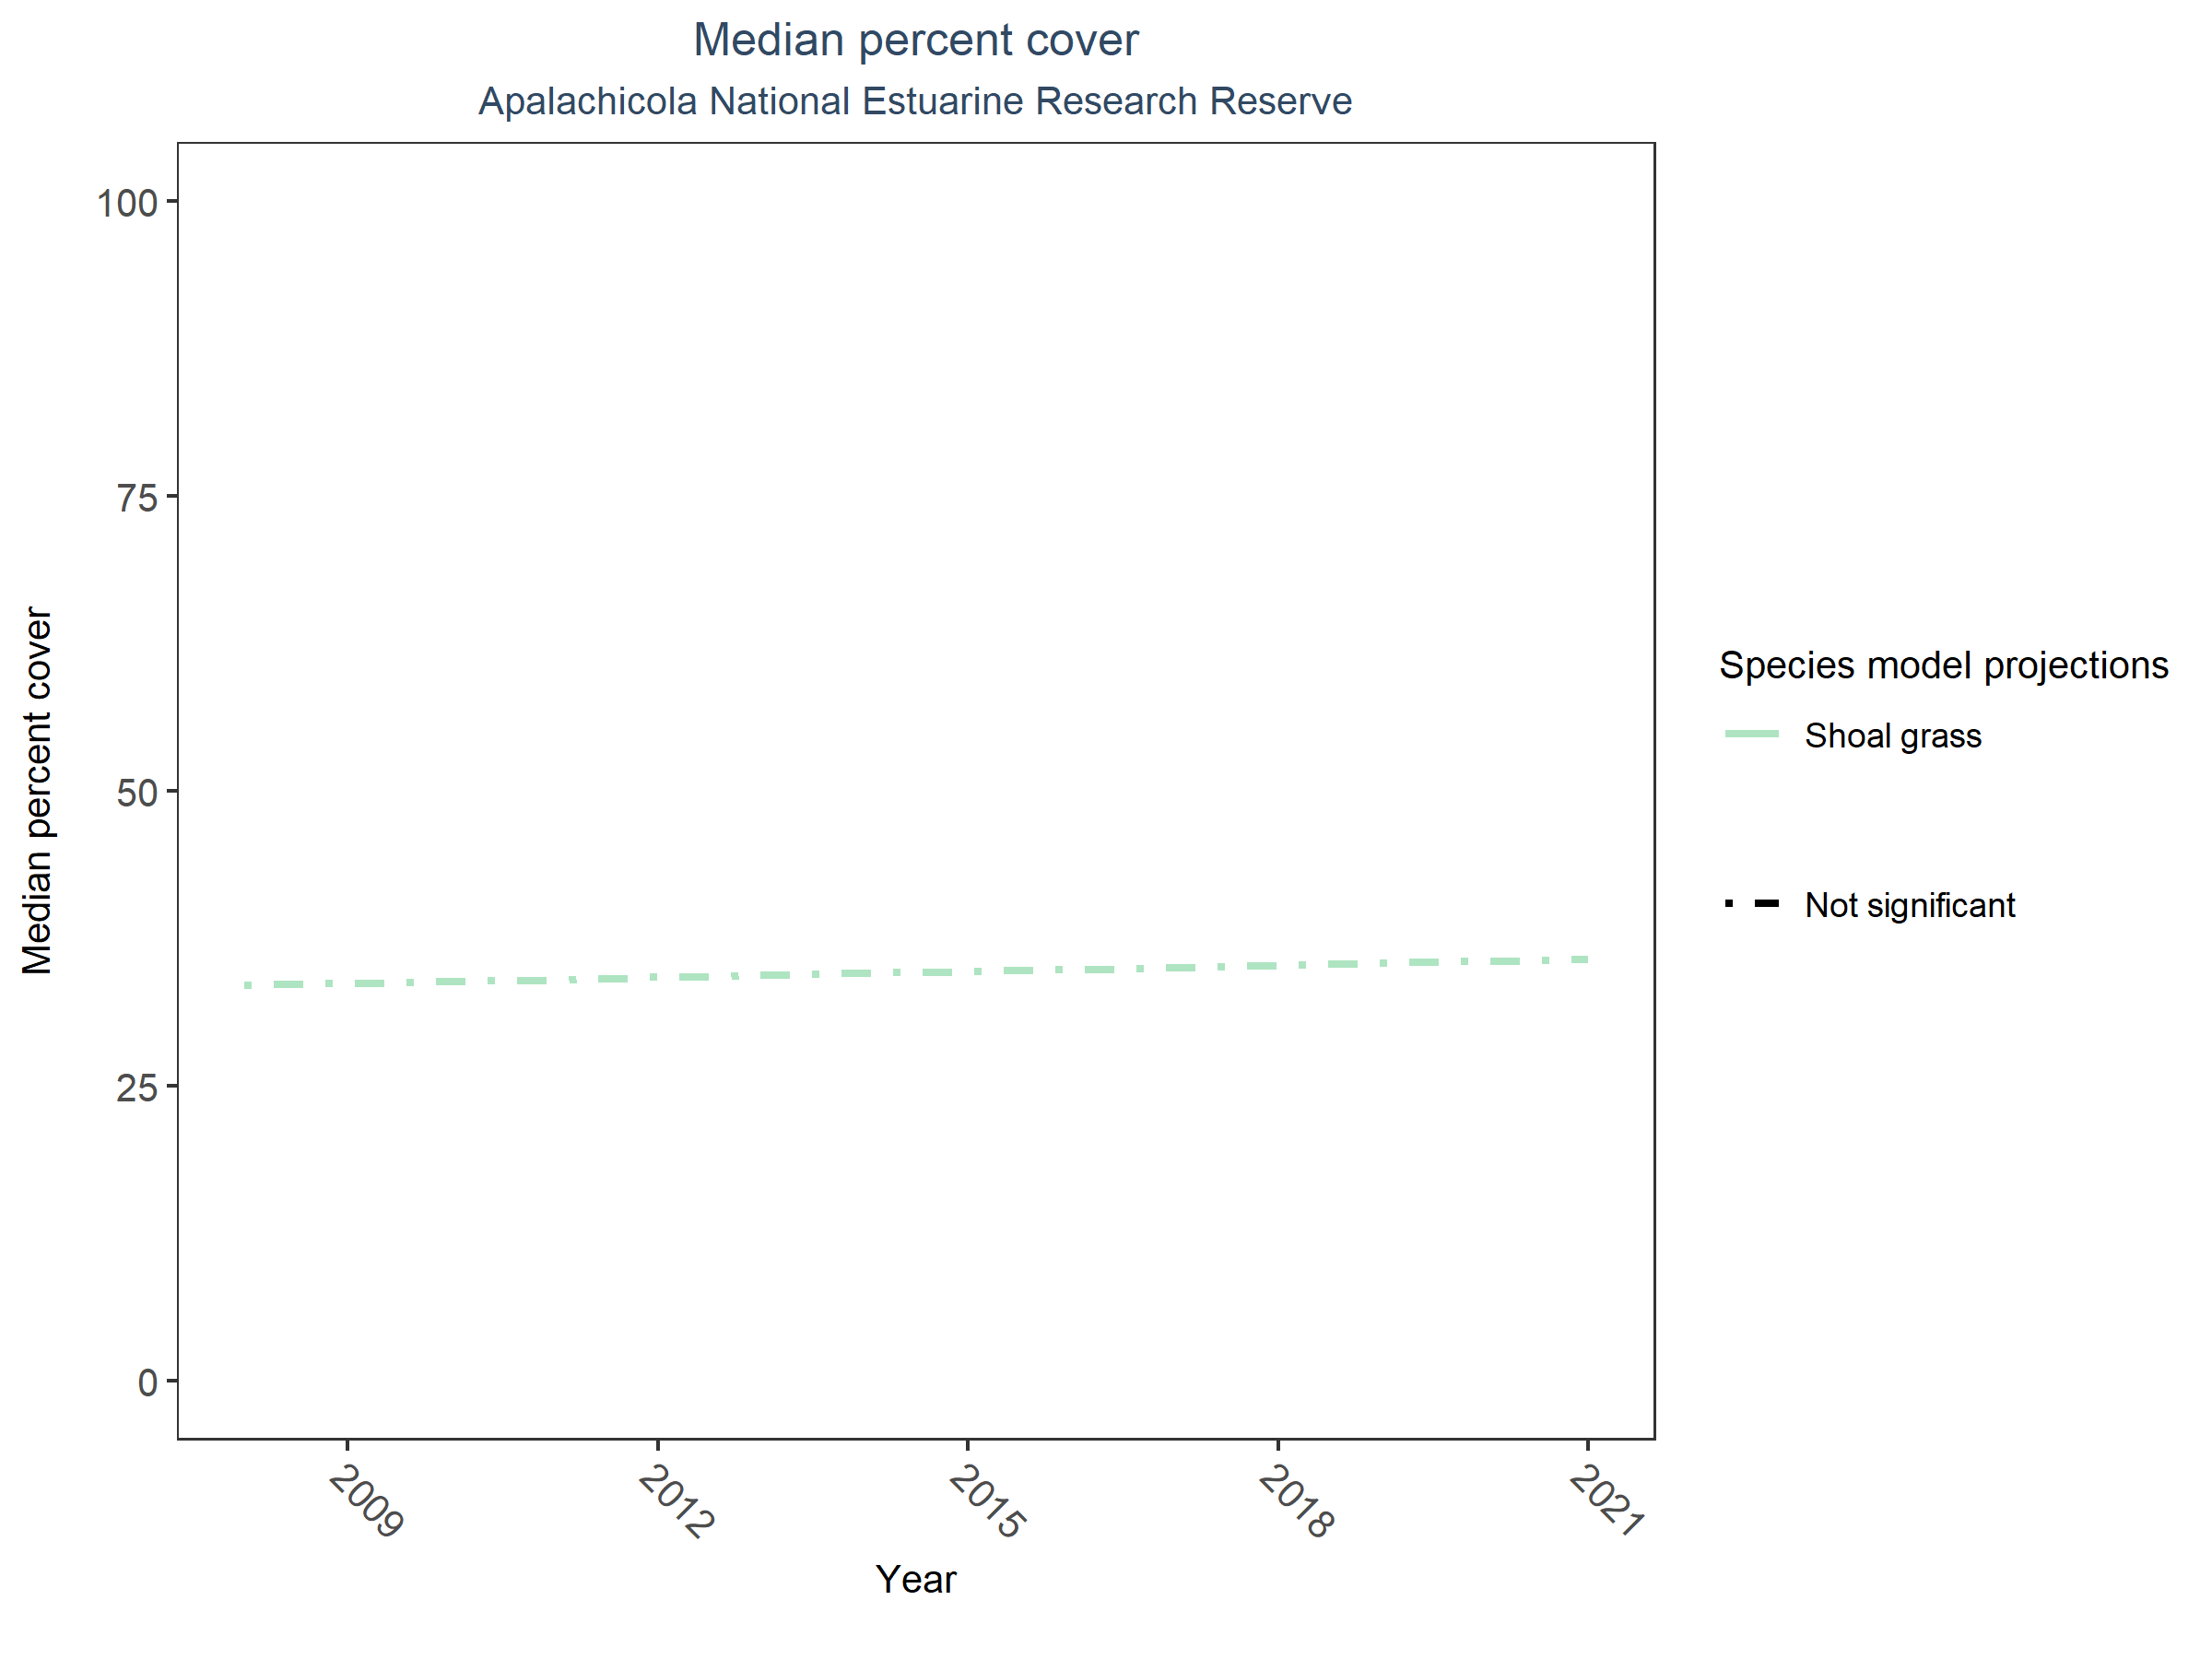 Median percent cover
Apalachicola National Estuarine Research Reserve
Median percent cover
100
75
50
25
0
2009
2012
2015
2018
2021
Year
Species model projections
Shoal grass
Not significant